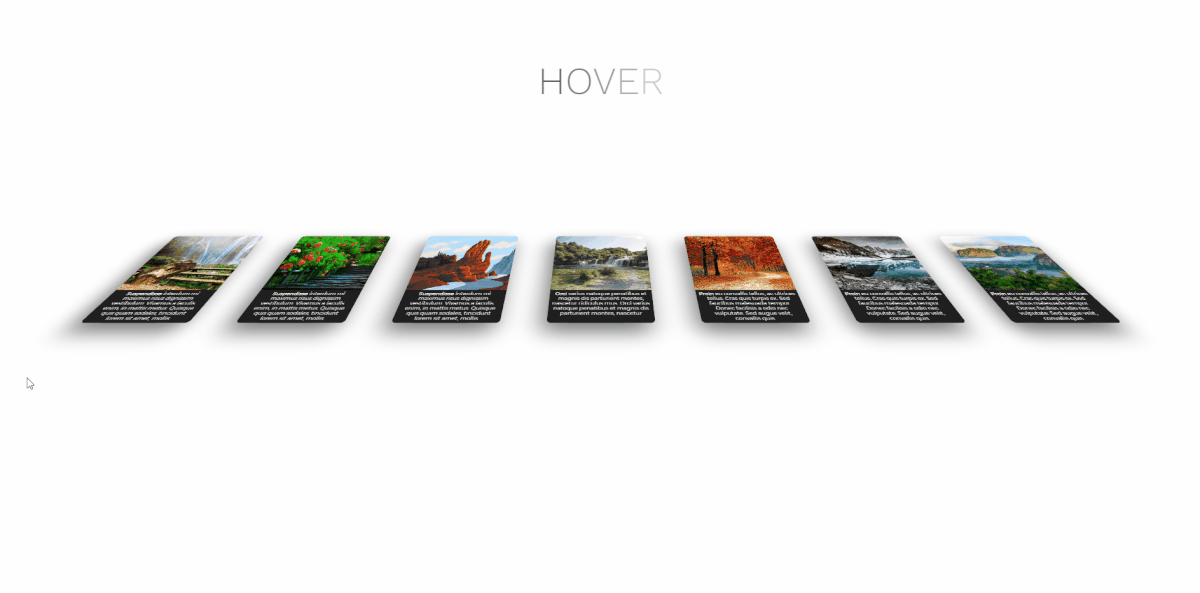 HOVER
Suspendisse interdum mi
maximus risus dignissim
vestibulum. Vivamus a iaculis
enim, in mattis metus. Quisque
quis quam sodales, tincidunt
lorem sit amet, mollis
Suspendisse interdum mi
maximus risus dignissim
vestibulum. Vivamus a iaculis
enim, in mattis metus. Quisque
quis quam sodales, tincidunt
lorem sit amet, mollis
Suspendisse interdum mi
maximus risus dignissim
vestibulum. Vivamus a iaculis
enim, in mattis metus. Quisque
quis quam sodales, tincidunt
lorem sit amet, mollis
Orci varius natoque penatibus et
magnis dis parturient montes,
nascetur ridiculus mus. Orci varius
natoque penatibus et magnis dis
parturient montes, nascetur
Proin eu convallis tellus, ac ultrices
tellus. Cras quis turpis ex. Sed
faucibus malesuada tempus
Donec facilisis a odio nec
vulputate. Sed augue velit,
convallis quis
Proin eu convallis tellus, ac ultrices
tellus. Cras quis turpis ex. Sed
faucibus malesuada tempus
Donec facilisis a odio nec
vulputate. Sed augue velit,
convallis quis
Proin eu convallis tellus, ac ultrices
tellus. Cras quis turpis ex. Sed
faucibus malesuada tempus
Donec facilisis a odio nec
vulputate. Sed augue velit,
convallis quis